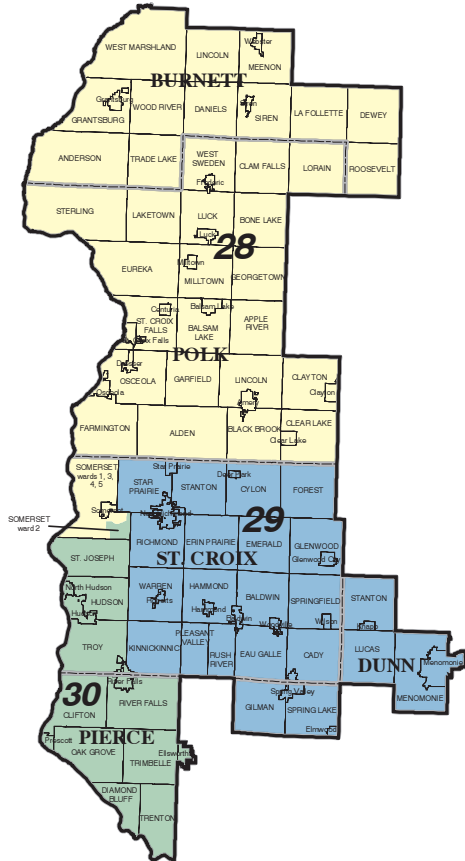 WEST MARSHLAND
LINCOLN
Webster
MEENON
BURNETT
Grantsburg
GRANTSBURG
WOOD RIVER
DANIELS
Siren
SIREN
LA FOLLETTE
DEWEY
ANDERSON
TRADE LAKE
WEST
SWEDEN
CLAM FALLS
LORAIN
ROOSEVELT
Frederic
STERLING
LAKETOWN
LUCK
Luck
BONE LAKE
28
EUREKA
Milltown
MILLTOWN
GEORGETOWN
Centuria
Balsam Lake
ST. CROIX
FALLS
BALSAM
LAKE
APPLE
RIVER
St. Croix Falls
POLK
Dresser
OSCEOLA
Osceola
GARFIELD
LINCOLN
CLAYTON
Clayton
Amery
FARMINGTON
ALDEN
BLACK BROOK
CLEAR LAKE
Clear Lake
SOMERSET
wards 1, 3,
4, 5
Star Prairie
STAR
PRAIRIE
STANTON
Deer Park
CYLON
FOREST
Somerset
New Richmond
29
SOMERSET
ward 2
RICHMOND
ERIN PRAIRIE
EMERALD
GLENWOOD
Glenwood City
ST. CROIX
ST. JOSEPH
North Hudson
HUDSON
Hudson
WARREN
Roberts
HAMMOND
Hammond
BALDWIN
Baldwin
Woodville
SPRINGFIELD
Wilson
STANTON
Knapp
TROY
KINNICKINNIC
PLEASANT
VALLEY
RUSH
RIVER
EAU GALLE
CADY
LUCAS
DUNN
Menomonie
MENOMONIE
River Falls
30
CLIFTON
RIVER FALLS
Spring Valley
GILMAN
SPRING LAKE
Elmwood
PIERCE
Prescott
OAK GROVE
Ellsworth
TRIMBELLE
DIAMOND
BLUFF
TRENTON